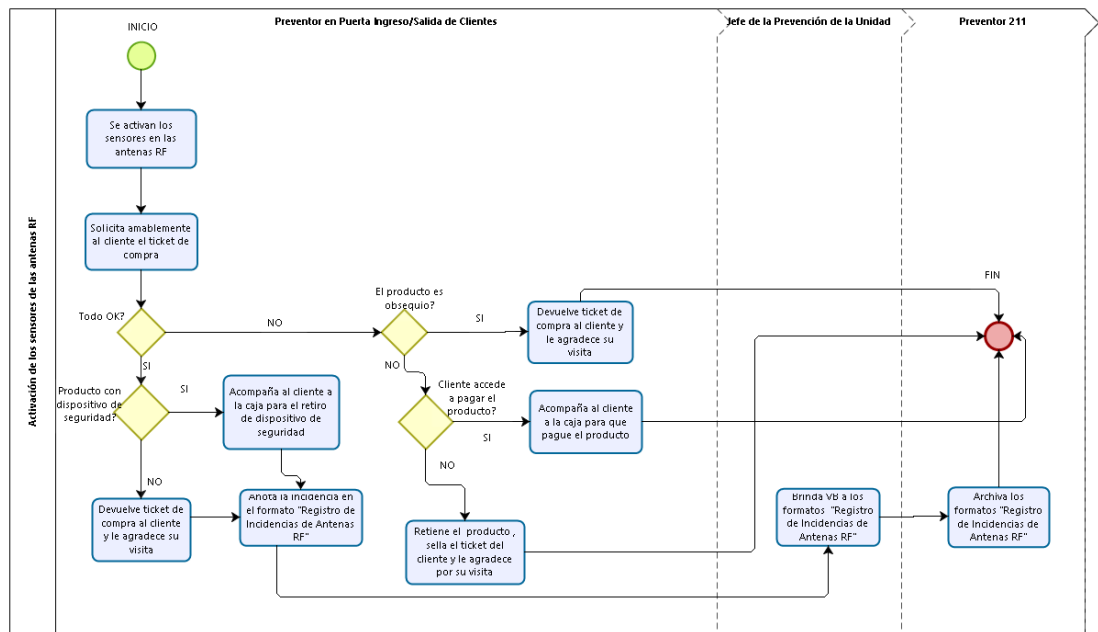 Preventor en Puerta Ingreso/Salida de Clientes
Jefe de la Prevención de la Unidad
Preventor 211
Activación de los sensores de las antenas RF
INICIO
Se activan los
sensores en las
antenas RF
Solicita amablemente
al cliente el ticket de
compra
Todo OK?
NO
SI
El producto es
obsequio?
SI
NO
Devuelve ticket de
compra al cliente y
le agradece su
visita
FIN
Producto con
dispositivo de
seguridad?
SI
NO
Acompaña al cliente a
la caja para el retiro
de dispositivo de
seguridad
Cliente accede
a pagar el
producto?
SI
NO
Acompaña al cliente
a la caja para que
pague el producto
Devuelve ticket de
compra al cliente
y le agradece su
visita
Anota la incidencia en
el formato "Registro de
Incidencias de Antenas
RF"
Retiene el producto ,
sella el ticket del
cliente y le agradece
por su visita
Brinda VB a los
formatos "Registro
de Incidencias de
Antenas RF"
Archiva los
formatos "Registro
de Incidencias de
Antenas RF"